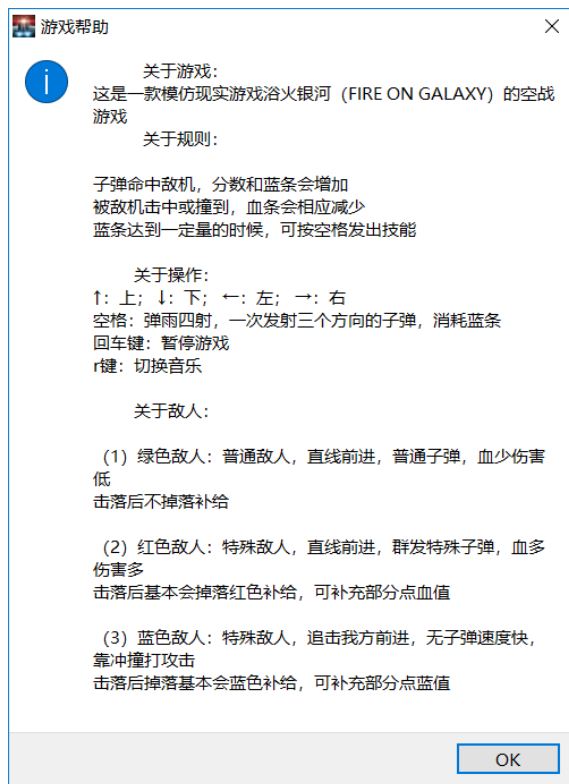 游戏帮助
关于游戏：
这是一款模仿现实游戏浴火银河（FIRE ON GALAXY）的空战
游戏
关于规则：
子弹命中敌机，分数和蓝条会增加
被敌机击中或撞到，血条会相应减少
蓝条达到一定量的时候，可按空格发出技能
关于操作：
↑：上；↓：下；←：左；→：右
空格：弹雨四射，一次发射三个方向的子弹，消耗蓝条
回车键：暂停游戏
r键：切换音乐
关于敌人：
（1）绿色敌人：普通敌人，直线前进，普通子弹，血少伤害
低
击落后不掉落补给
（2）红色敌人：特殊敌人，直线前进，群发特殊子弹，血多
伤害多
击落后基本会掉落红色补给，可补充部分点血值
（3）蓝色敌人：特殊敌人，追击我方前进，无子弹速度快，
靠冲撞打攻击
击落后掉落基本会蓝色补给，可补充部分点蓝值
OK